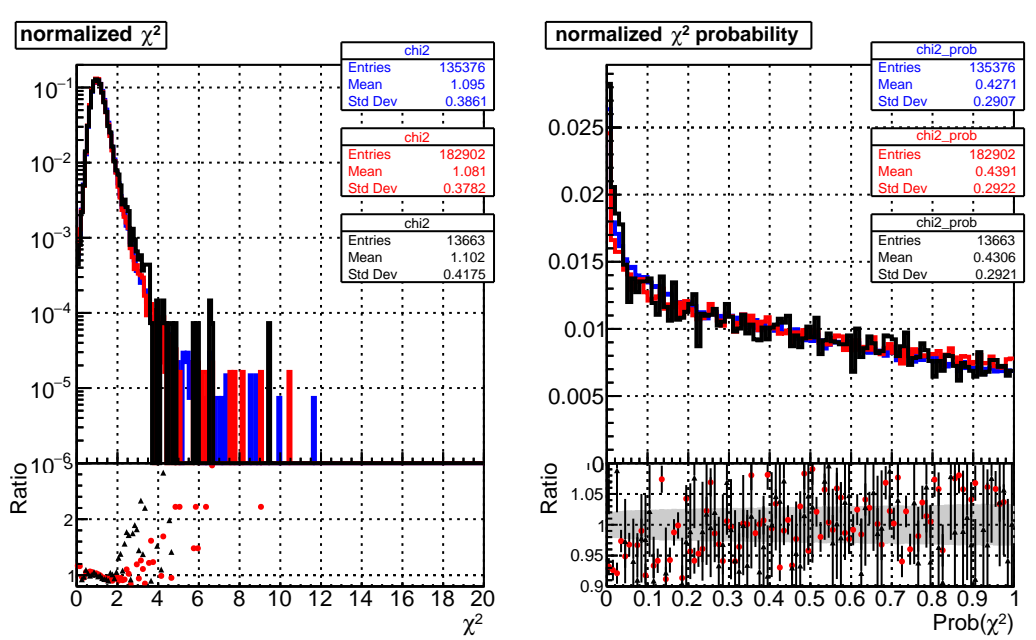 normalized χ²
chi2
Entries 135376
Mean 1.095
Std Dev 0.3861
chi2
Entries 182902
Mean 1.081
Std Dev 0.3782
chi2
Entries 13663
Mean 1.102
Std Dev 0.4175
10⁻¹
10⁻²
10⁻³
10⁻⁴
10⁻⁵
10⁻⁶
Ratio
2
1
0 2 4 6 8 10 12 14 16 18 20
χ²
normalized χ² probability
chi2_prob
Entries 135376
Mean 0.4271
Std Dev 0.2907
chi2_prob
Entries 182902
Mean 0.4391
Std Dev 0.2922
chi2_prob
Entries 13663
Mean 0.4306
Std Dev 0.2921
0.025
0.02
0.015
0.01
0.005
0
Ratio
1.05
1
0.95
0.9
0 0.1 0.2 0.3 0.4 0.5 0.6 0.7 0.8 0.9 1
Prob(χ²)